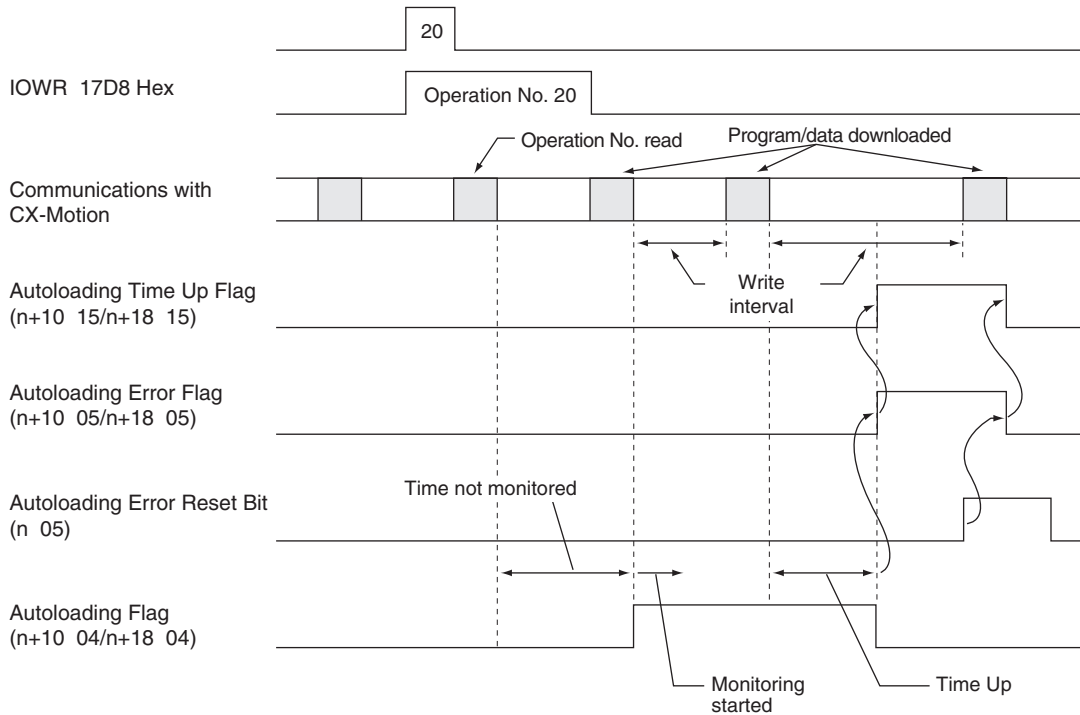 20
IOWR 17D8 Hex
Operation No. 20
Operation No. read
Program/data downloaded
Communications with
CX-Motion
Write
interval
Autoloading Time Up Flag
(n+10 15/n+18 15)
Autoloading Error Flag
(n+10 05/n+18 05)
Time not monitored
Autoloading Error Reset Bit
(n 05)
Autoloading Flag
(n+10 04/n+18 04)
Monitoring
started
Time Up